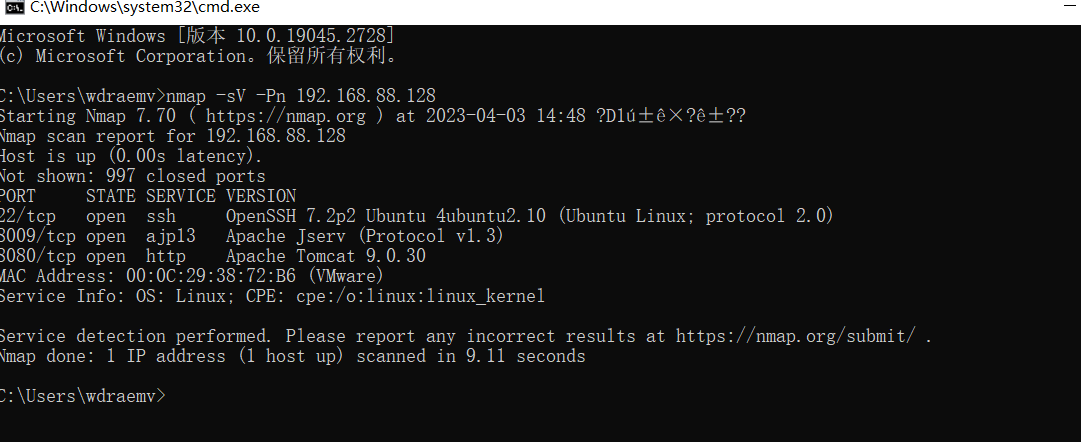 C:\Windows\system32\cmd.exe
Microsoft Windows [版本 10.0.19045.2728]
(c) Microsoft Corporation。保留所有权利。
C:\Users\wdraemv>nmap -sV -Pn 192.168.88.128
Starting Nmap 7.70 ( https://nmap.org ) at 2023-04-03 14:48 ?D1ú±ê×?ê±??
Nmap scan report for 192.168.88.128
Host is up (0.00s latency).
Not shown: 997 closed ports
PORT     STATE SERVICE VERSION
22/tcp   open  ssh     OpenSSH 7.2p2 Ubuntu 4ubuntu2.10 (Ubuntu Linux; protocol 2.0)
8009/tcp open  ajp13   Apache Jserv (Protocol v1.3)
8080/tcp open  http    Apache Tomcat 9.0.30
MAC Address: 00:0C:29:38:72:B6 (VMware)
Service Info: OS: Linux; CPE: cpe:/o:linux:linux_kernel
Service detection performed. Please report any incorrect results at https://nmap.org/submit/ .
Nmap done: 1 IP address (1 host up) scanned in 9.11 seconds
C:\Users\wdraemv>